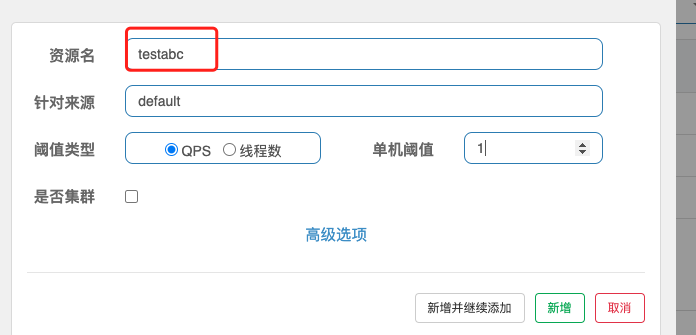 资源名 testabc
针对来源 default
阈值类型 QPS 线程数 单机阈值 1
是否集群
高级选项
新增并继续添加 新增 取消